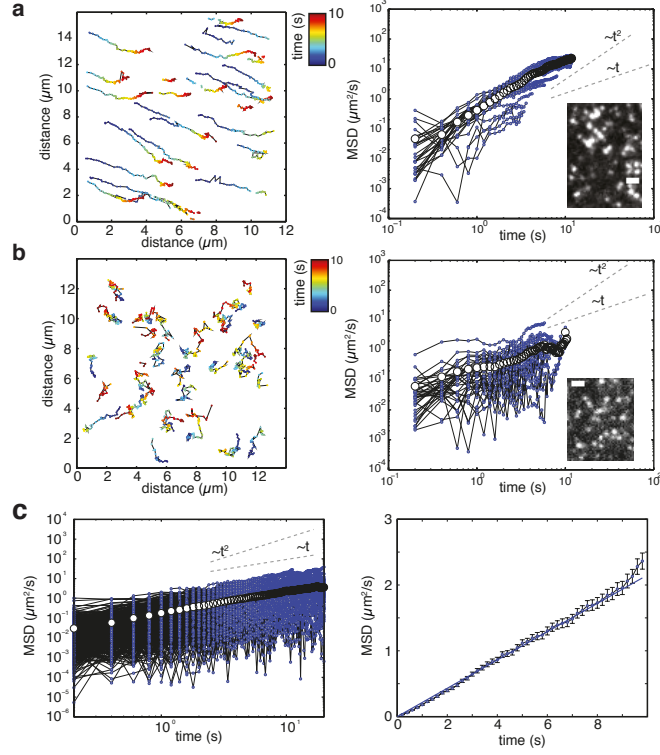 a
distance (µm)
14
12
10
8
6
4
2
0
0 2 4 6 8 10 12
distance (µm)
time (s)
10
0
MSD (µm²/s)
10³
10²
10¹
10⁰
10⁻¹
10⁻²
10⁻³
10⁻⁴
~t²
~t
10⁻¹ 10⁰ 10¹ 10²
time (s)
b
distance (µm)
14
12
10
8
6
4
2
0
0 2 4 6 8 10 12
distance (µm)
time (s)
10
0
MSD (µm²/s)
10³
10²
10¹
10⁰
10⁻¹
10⁻²
10⁻³
10⁻⁴
~t²
~t
10⁻¹ 10⁰ 10¹ 10²
time (s)
c
MSD (µm²/s)
10⁴
10³
10²
10¹
10⁰
10⁻¹
10⁻²
10⁻³
10⁻⁴
10⁻⁵
10⁻⁶
~t²
~t
10⁰ 10¹
time (s)
MSD (µm²/s)
3
2
1
0
0 2 4 6 8
time (s)